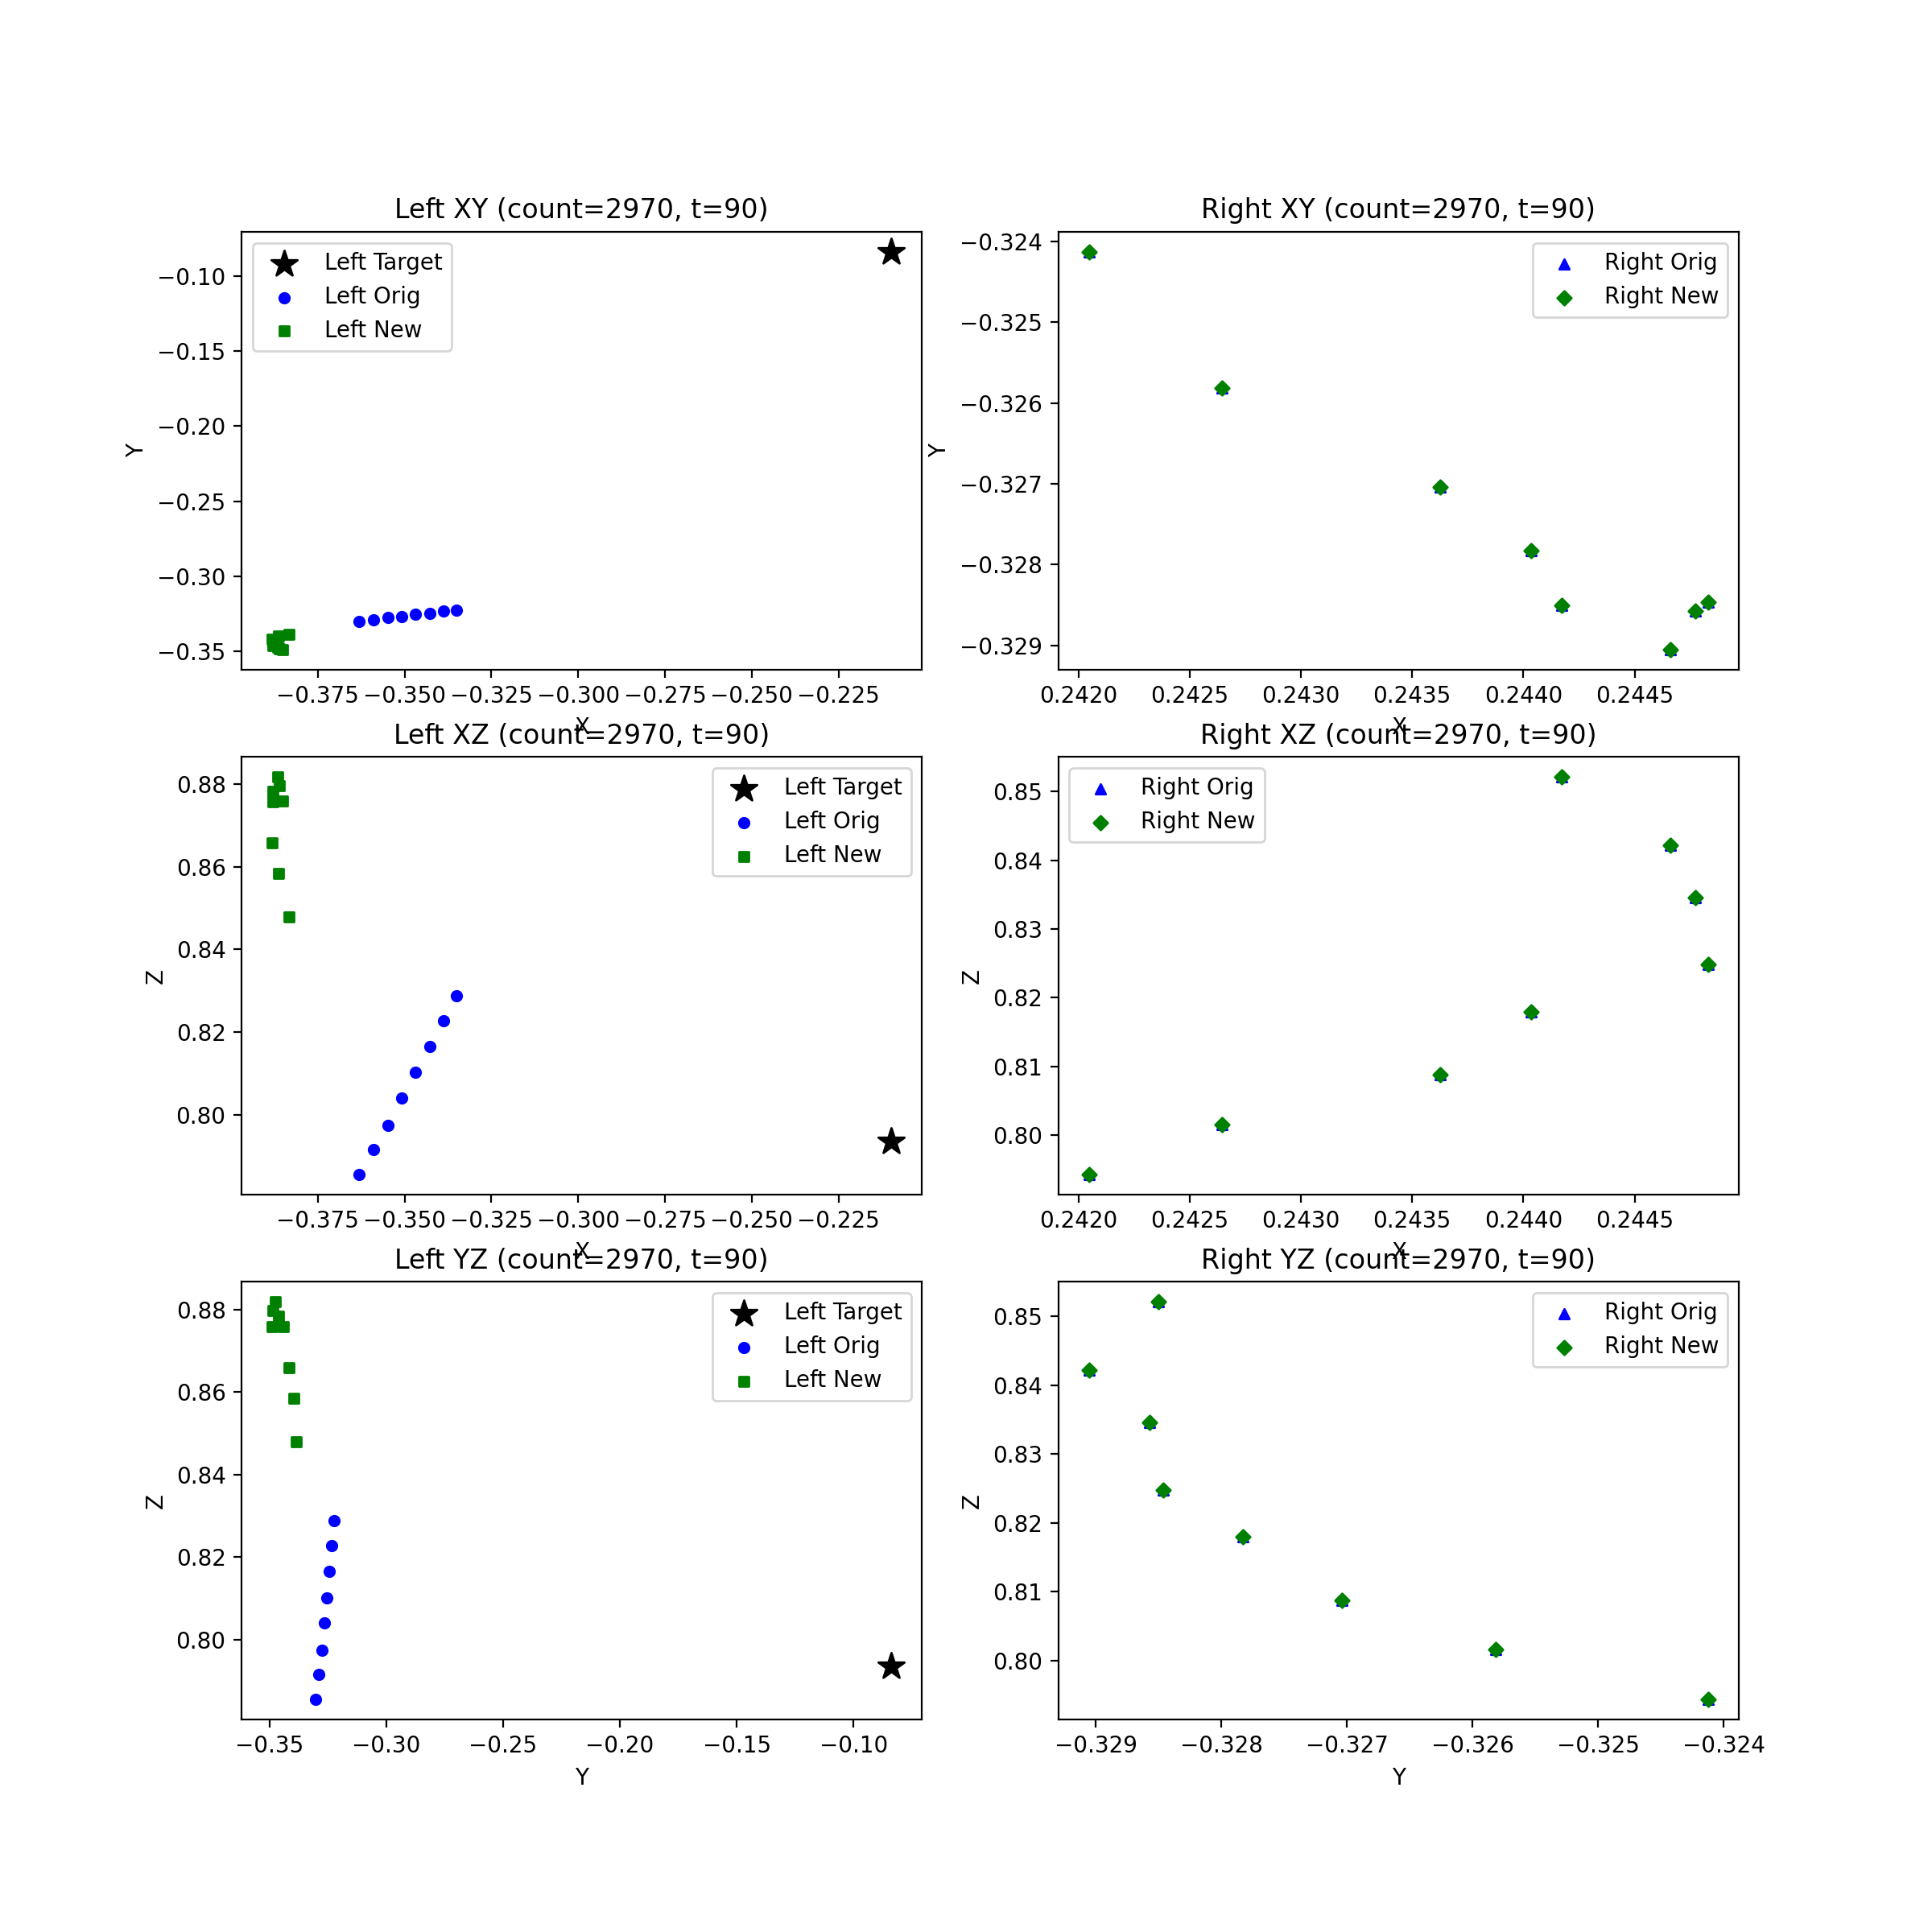 Left XY (count=2970, t=90)
Left Target
Left Orig
Left New
−0.10
−0.15
−0.20
−0.25
−0.30
−0.35
Y
−0.375 −0.350 −0.325 −0.300 −0.275 −0.250 −0.225
X
Right XY (count=2970, t=90)
Right Orig
Right New
−0.324
−0.325
−0.326
−0.327
−0.328
−0.329
Y
0.2420 0.2425 0.2430 0.2435 0.2440 0.2445
X
Left XZ (count=2970, t=90)
Left Target
Left Orig
Left New
0.88
0.86
0.84
0.82
0.80
Z
−0.375 −0.350 −0.325 −0.300 −0.275 −0.250 −0.225
X
Right XZ (count=2970, t=90)
Right Orig
Right New
0.85
0.84
0.83
0.82
0.81
0.80
Z
0.2420 0.2425 0.2430 0.2435 0.2440 0.2445
X
Left YZ (count=2970, t=90)
Left Target
Left Orig
Left New
0.88
0.86
0.84
0.82
0.80
Z
−0.35 −0.30 −0.25 −0.20 −0.15 −0.10
Y
Right YZ (count=2970, t=90)
Right Orig
Right New
0.85
0.84
0.83
0.82
0.81
0.80
Z
−0.329 −0.328 −0.327 −0.326 −0.325 −0.324
Y